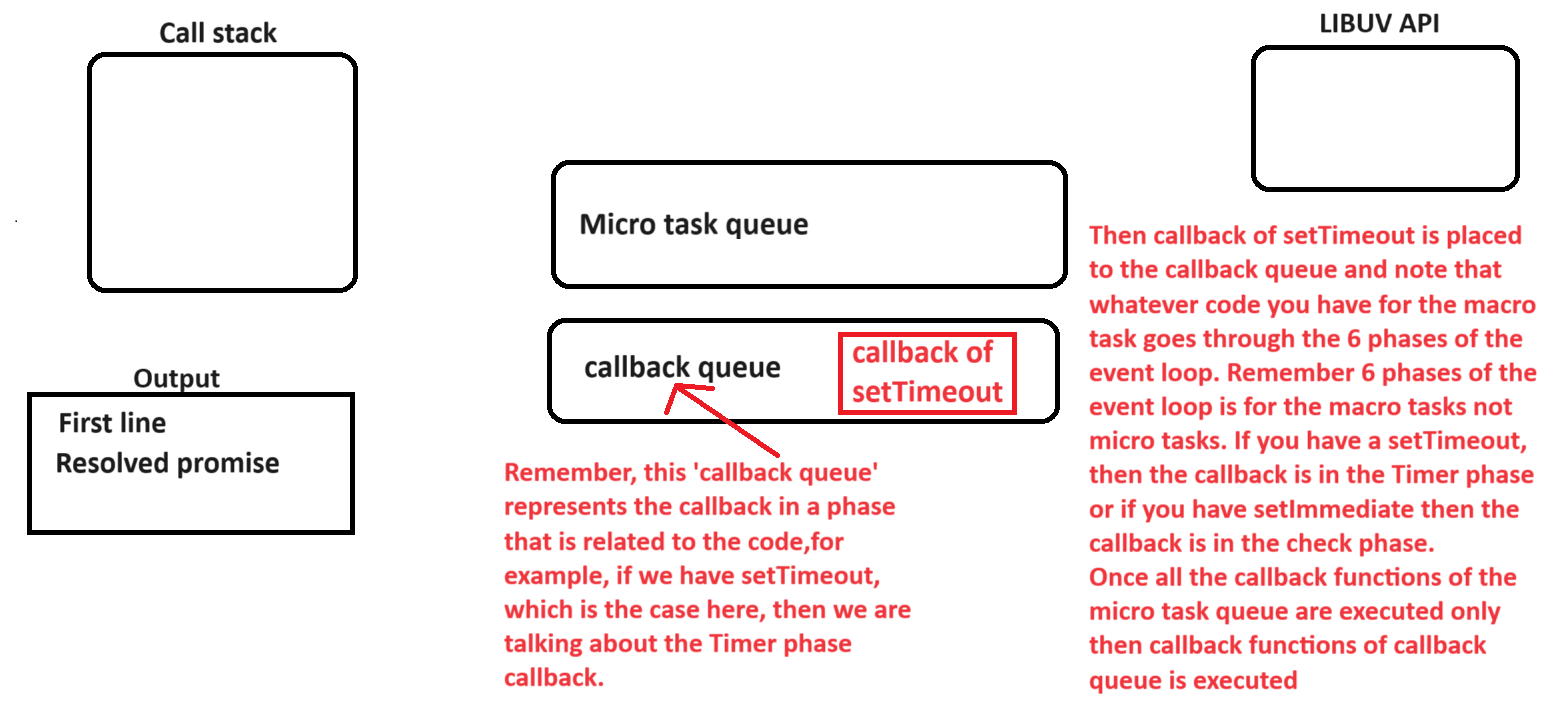 Call stack
LIBUV API
Micro task queue
Then callback of setTimeout is placed
to the callback queue and note that
whatever code you have for the macro
task goes through the 6 phases of the
event loop. Remember 6 phases of the
event loop is for the macro tasks not
micro tasks. If you have a setTimeout,
then the callback is in the Timer phase
or if you have setImmediate then the
callback is in the check phase.
Once all the callback functions of the
micro task queue are executed only
then callback functions of callback
queue is executed
callback queue
callback of
setTimeout
Output
First line
Resolved promise
Remember, this 'callback queue'
represents the callback in a phase
that is related to the code,for
example, if we have setTimeout,
which is the case here, then we are
talking about the Timer phase
callback.